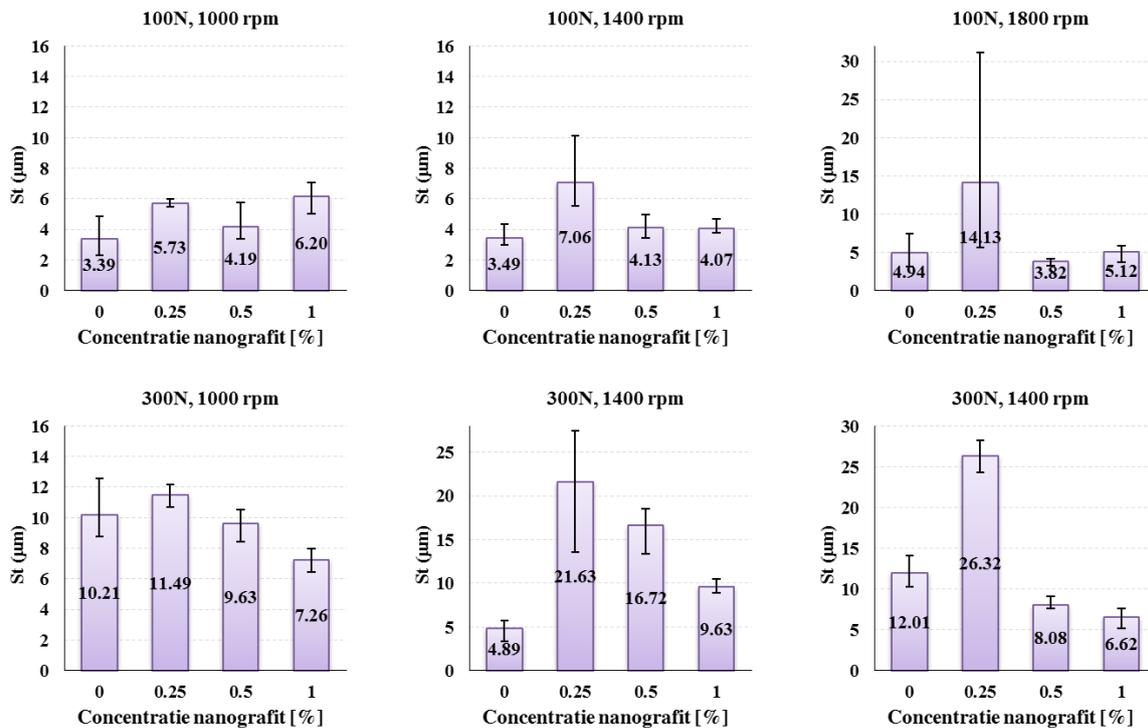 100N, 1000 rpm
16
14
12
10
8
6
4
2
0
St (µm)
3.39
5.73
4.19
6.20
0 0.25 0.5 1
Concentratie nanografit [%]
100N, 1400 rpm
16
14
12
10
8
6
4
2
0
St (µm)
3.49
7.06
4.13
4.07
0 0.25 0.5 1
Concentratie nanografit [%]
100N, 1800 rpm
30
25
20
15
10
5
0
St (µm)
4.94
14.13
3.82
5.12
0 0.25 0.5 1
Concentratie nanografit [%]
300N, 1000 rpm
16
14
12
10
8
6
4
2
0
St (µm)
10.21
11.49
9.63
7.26
0 0.25 0.5 1
Concentratie nanografit [%]
300N, 1400 rpm
25
20
15
10
5
0
St (µm)
4.89
21.63
16.72
9.63
0 0.25 0.5 1
Concentratie nanografit [%]
300N, 1400 rpm
30
25
20
15
10
5
0
St (µm)
12.01
26.32
8.08
6.62
0 0.25 0.5 1
Concentratie nanografit [%]